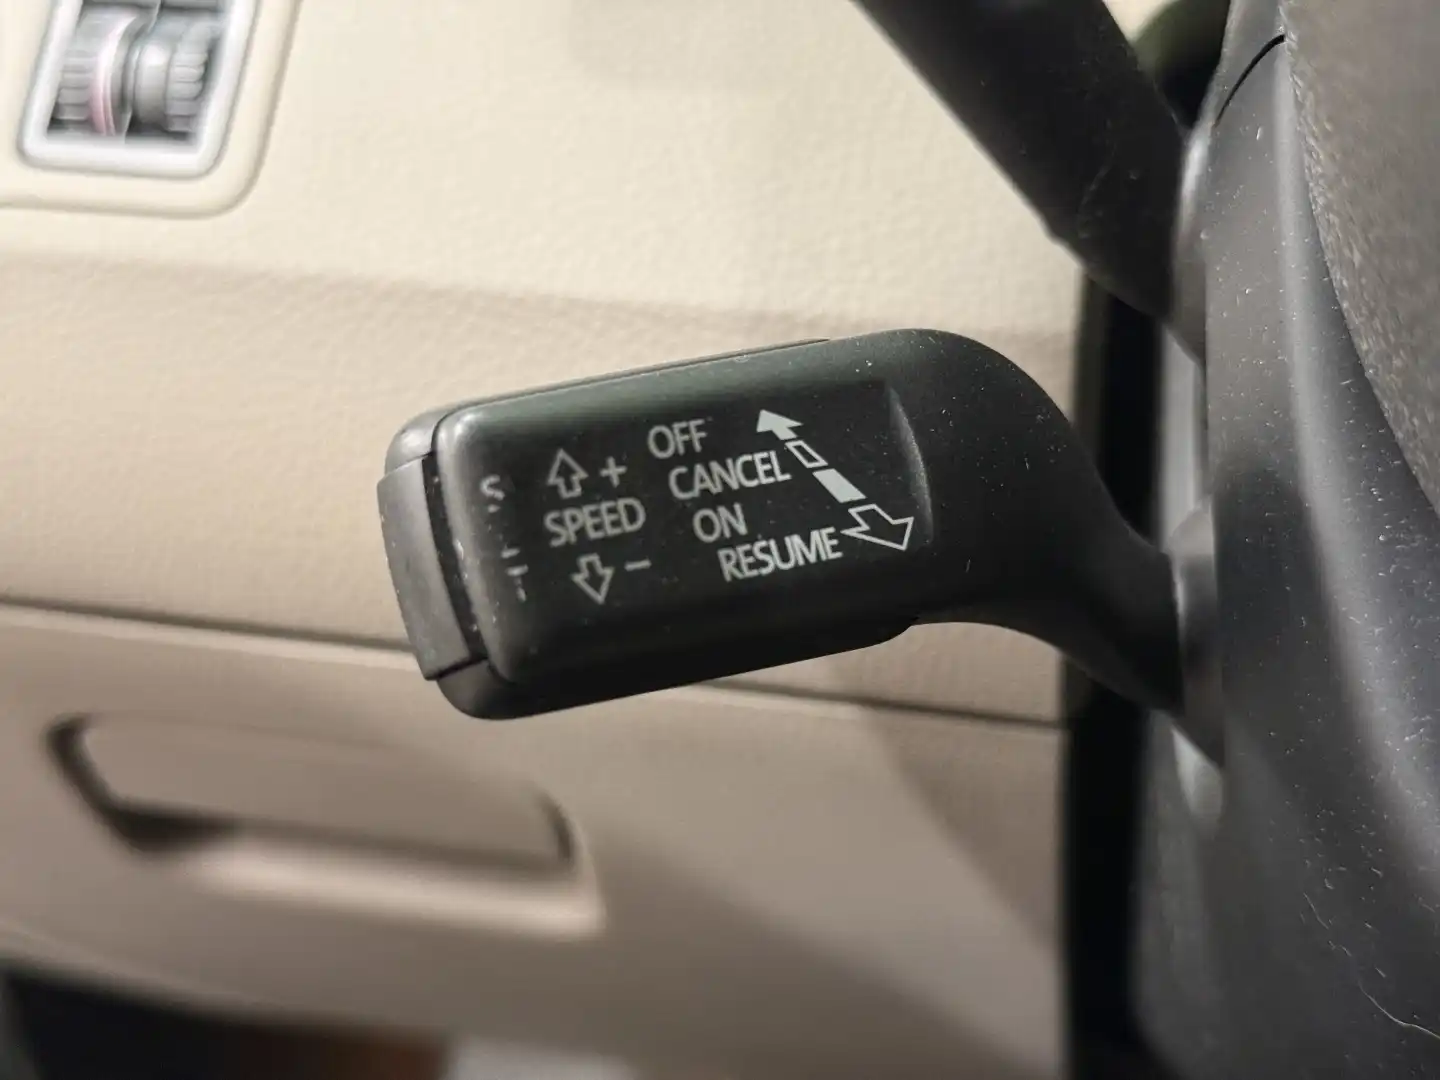 OFF
+
CANCEL
S
SPEED
ON
RESUME
-
T